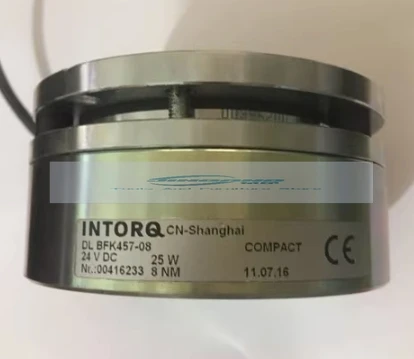 INTORQ CN-Shanghai
DL BFK457-08 COMPACT CE
24 V DC 25 W
Nr.:00416233 8 NM 11.07.16